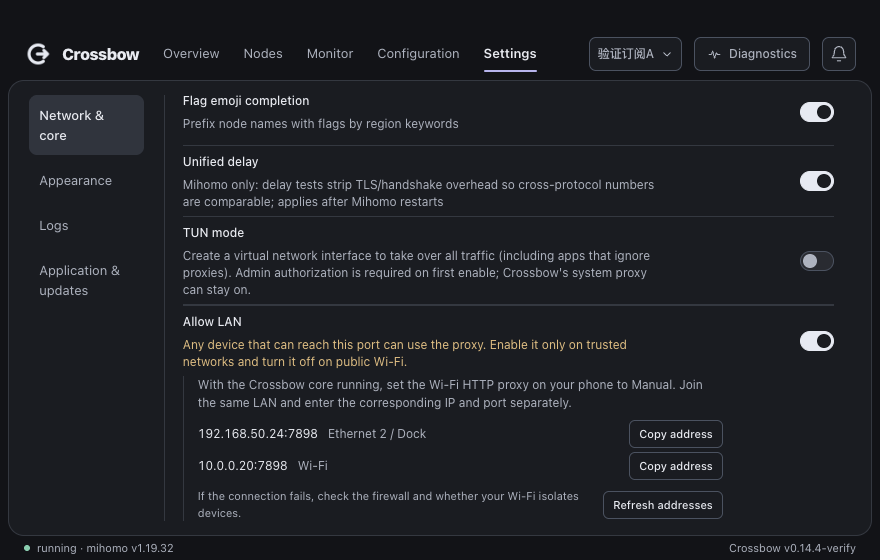 Crossbow
Overview
Nodes
Monitor
Configuration
Settings
验证订阅A
Diagnostics
Network &
core
Appearance
Logs
Application &
updates
Flag emoji completion
Prefix node names with flags by region keywords
Unified delay
Mihomo only: delay tests strip TLS/handshake overhead so cross-protocol numbers
are comparable; applies after Mihomo restarts
TUN mode
Create a virtual network interface to take over all traffic (including apps that ignore
proxies). Admin authorization is required on first enable; Crossbow's system proxy
can stay on.
Allow LAN
Any device that can reach this port can use the proxy. Enable it only on trusted
networks and turn it off on public Wi-Fi.
With the Crossbow core running, set the Wi-Fi HTTP proxy on your phone to Manual. Join
the same LAN and enter the corresponding IP and port separately.
192.168.50.24:7898 Ethernet 2 / Dock
Copy address
10.0.0.20:7898 Wi-Fi
Copy address
If the connection fails, check the firewall and whether your Wi-Fi isolates
devices.
Refresh addresses
running · mihomo v1.19.32
Crossbow v0.14.4-verify